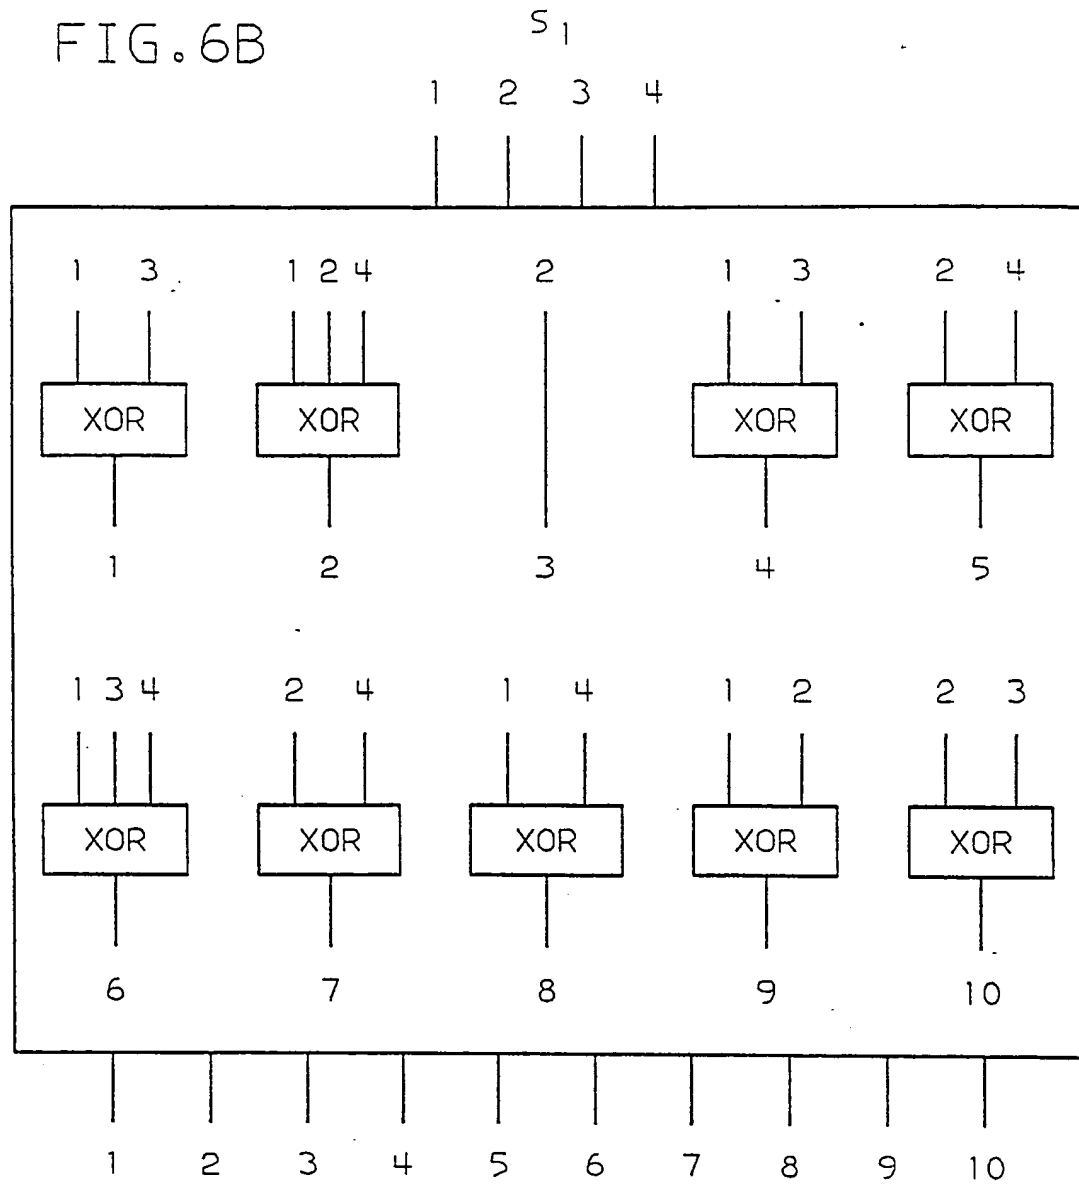 FIG. 6B
S1
1 2 3 4
1 3 1 2 4 2 1 3 2 4
XOR XOR XOR XOR
1 2 3 4 5
1 3 4 2 4 1 4 1 2 2 3
XOR XOR XOR XOR XOR
6 7 8 9 10
1 2 3 4 5 6 7 8 9 10